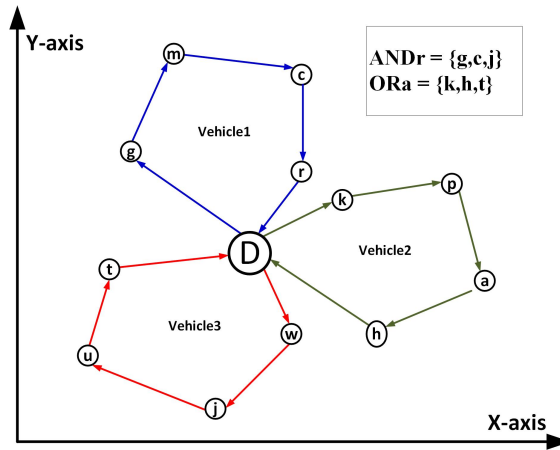 Y-axis
ANDr = {g,c,j}
ORa = {k,h,t}
m
c
Vehicle1
g
r
k
p
D
Vehicle2
t
a
Vehicle3
w
h
u
j
X-axis